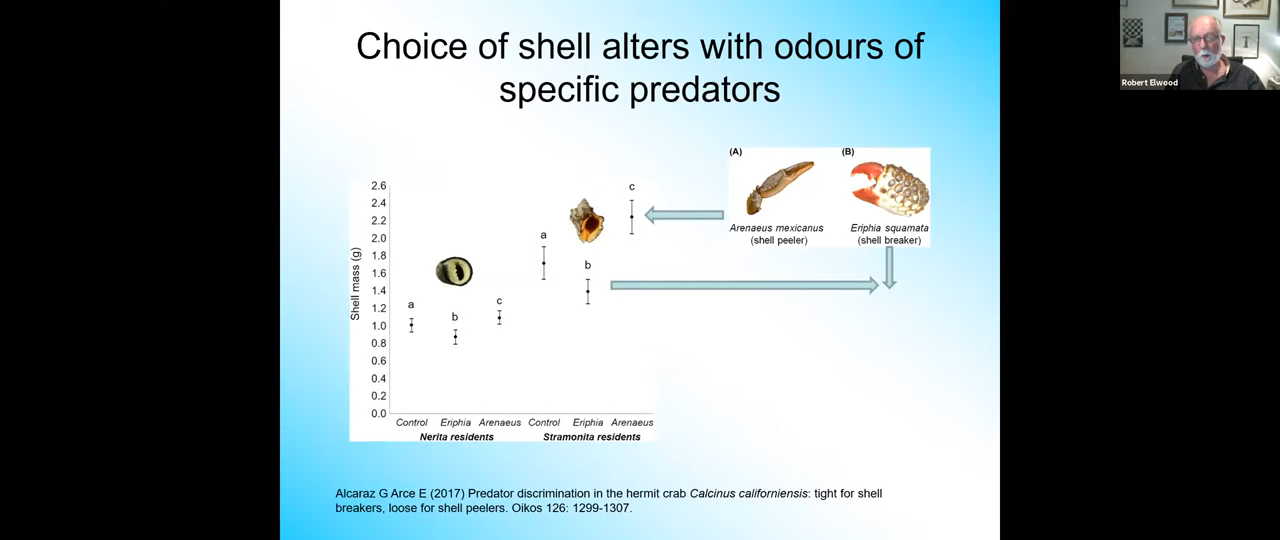 Choice of shell alters with odours of
specific predators
Robert Elwood
(A)
(B)
Arenaeus mexicanus
(shell peeler)
Eriphia squamata
(shell breaker)
Shell mass (g)
2.6
2.4
2.2
2.0
1.8
1.6
1.4
1.2
1.0
0.8
0.6
0.4
0.2
0.0
a
b
c
a
b
c
Control Eriphia Arenaeus Control Eriphia Arenaeus
Nerita residents Stramonita residents
Alcaraz G Arce E (2017) Predator discrimination in the hermit crab Calcinus californiensis: tight for shell
breakers, loose for shell peelers. Oikos 126: 1299-1307.